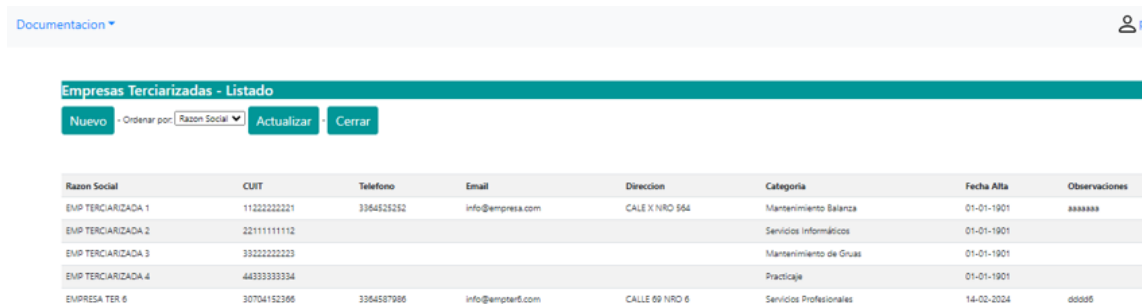 Documentacion
Empresas Terciarizadas - Listado
Nuevo - Ordenar por: Razon Social Actualizar - Cerrar
Razon Social CUIT Telefono Email Direccion Categoria Fecha Alta Observaciones
EMP TERCIARIZADA 1 11222222221 3364525252 info@empresa.com CALE X NRO 564 Mantenimiento Balanza 01-01-1901 aaaaaaa
EMP TERCIARIZADA 2 22111111112 Servicios Informáticos 01-01-1901
EMP TERCIARIZADA 3 33222222223 Mantenimiento de Gruas 01-01-1901
EMP TERCIARIZADA 4 44333333334 Practicaje 01-01-1901
EMPRESA TER 6 30704152366 3364587986 info@empter6.com CALLE 69 NRO 6 Servicios Profesionales 14-02-2024 dddd6